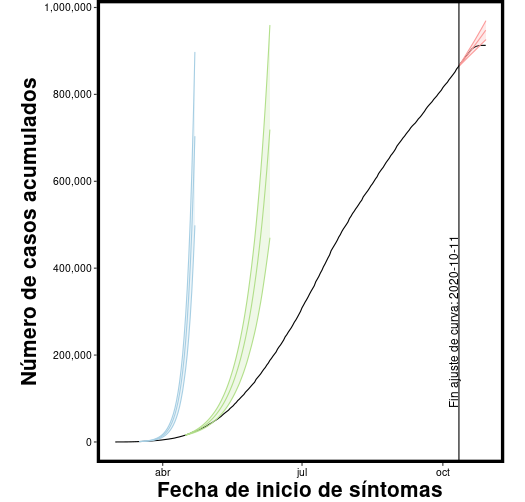 Número de casos acumulados
1,000,000
800,000
600,000
400,000
200,000
0
Fin ajuste de curva: 2020-10-11
abr
jul
oct
Fecha de inicio de síntomas